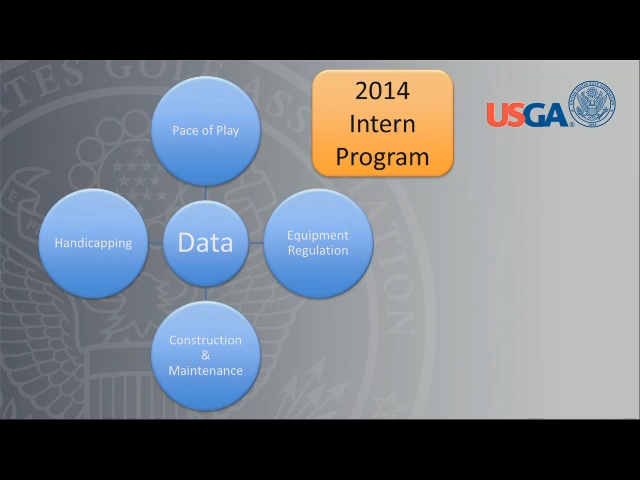 2014
Intern
Program
USGA
Pace of Play
Handicapping
Data
Equipment
Regulation
Construction
&
Maintenance